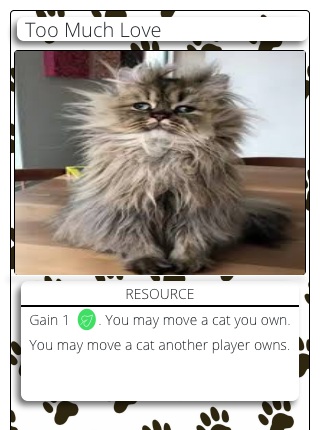 Too Much Love
RESOURCE
Gain 1 . You may move a cat you own.
You may move a cat another player owns.